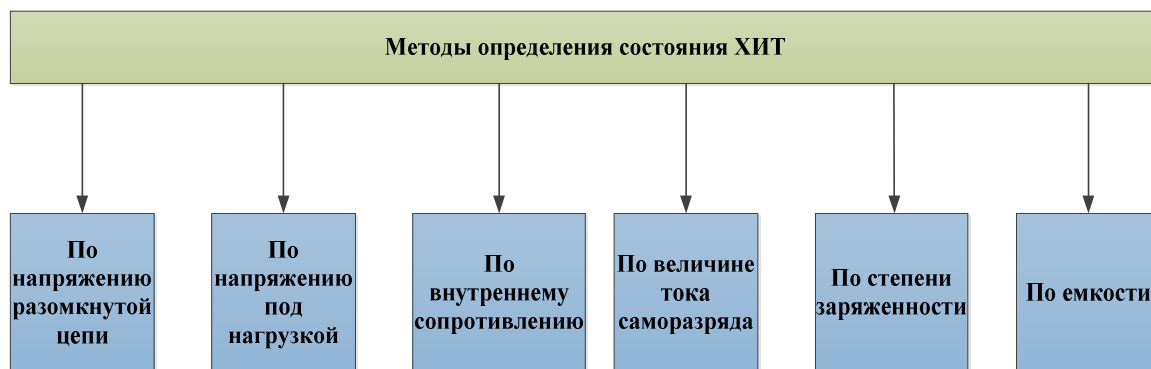 Методы определения состояния ХИТ
По
напряжению
разомкнутой
цепи
По
напряжению
под
нагрузкой
По
внутреннему
сопротивлению
По величине
тока
саморазряда
По степени
заряженности
По емкости